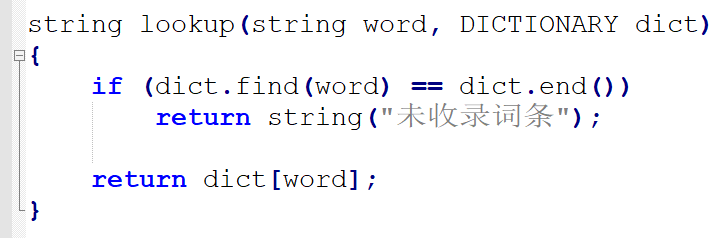 string lookup(string word, DICTIONARY dict)
{
if (dict.find(word) == dict.end())
return string("未收录词条");
return dict[word];
}